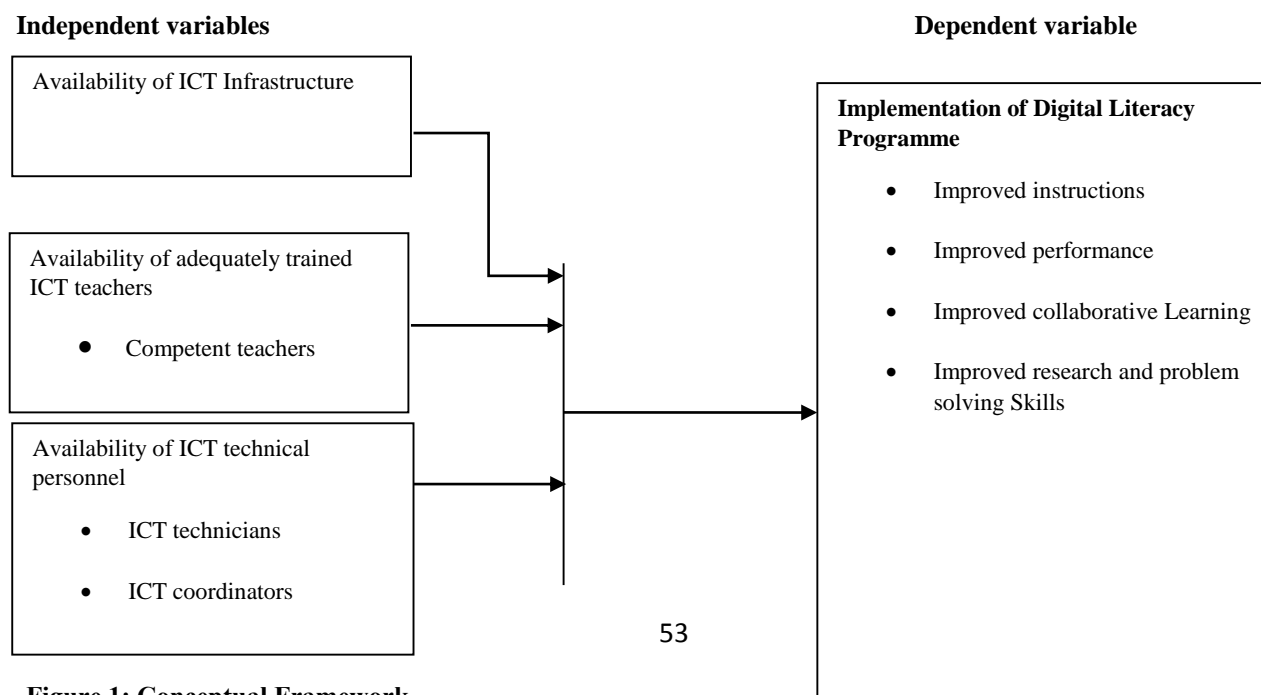 Independent variables
Dependent variable
Availability of ICT Infrastructure
Availability of adequately trained
ICT teachers
• Competent teachers
Availability of ICT technical
personnel
• ICT technicians
• ICT coordinators
Implementation of Digital Literacy
Programme
• Improved instructions
• Improved performance
• Improved collaborative Learning
• Improved research and problem
solving Skills
53
Figure 1: Conceptual Framework